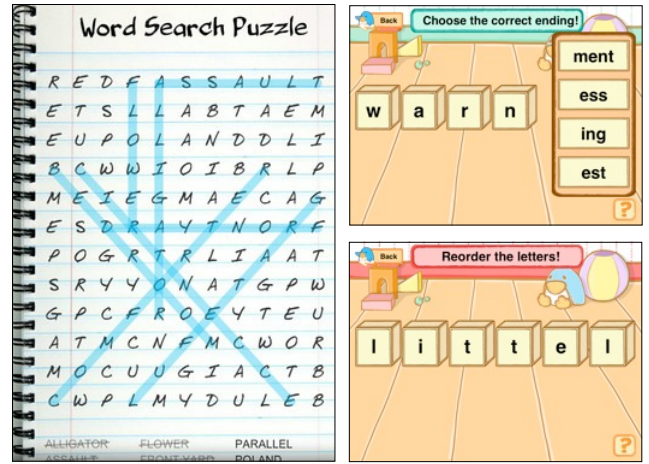 Word Search Puzzle
R E D F A S S A U L T
E T S L L A B T A E M
E U P O L A N D D L I
B C W W I O I B R L P
M E I E G M A E C A G
E S D R A Y T N O R F
P O G R T R L I A A T
S R Y Y O N A T G P W
G P C F R O E Y T E U
A T M C N F M C W O R
M O C U U G I A C T B
C W P L M Y D U L E B
ALLIGATOR FLOWER PARALLEL
ASSAULT FRONT YARD POLAND
Back
Choose the correct ending!
ment
ess
ing
est
w a r n
?
Back
Reorder the letters!
l i t t e l
?